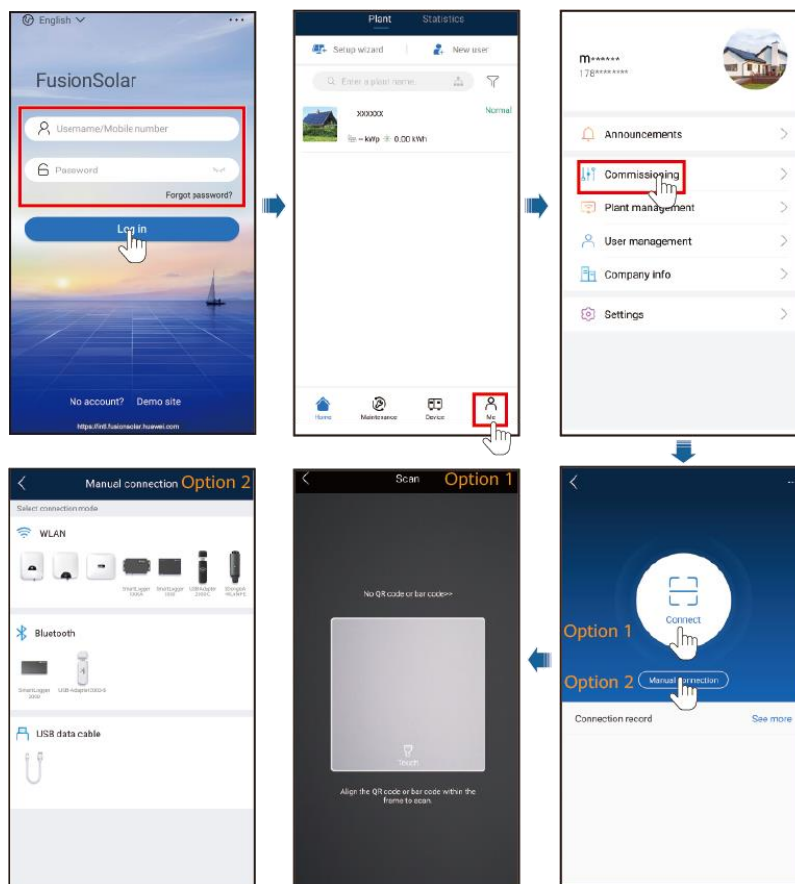 English
FusionSolar
Username/Mobile number
Password
Forgot password?
Log in
No account? Demo site
https://intl.fusionsolar.huawei.com
Plant Statistics
Setup wizard New user
Enter a plant name
xxxxxx Normal
-- kWp 0.00 kWh
Home Maintenance Device Me
m******
178********
Announcements
Commissioning
Plant management
User management
Company info
Settings
Manual connection Option 2
Select connection mode
WLAN
SmartLogger SmartLogger USB-Adapter
Bluetooth
SmartLogger USB-Adapter2000-B
USB data cable
Scan Option 1
No QR code or bar code>>
Touch
Align the QR code or bar code within the
frame to scan.
Connect
Option 1
Option 2 Manual connection
Connection record See more